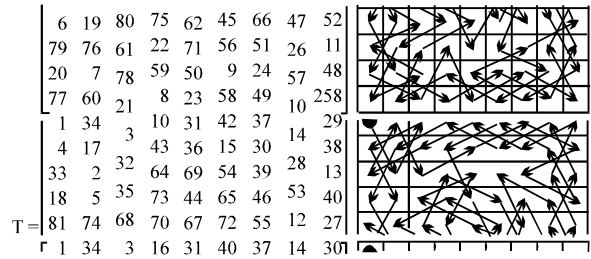 6 19 80 75 62 45 66 47 52
79 76 61 22 71 56 51 26 11
20 7 78 59 50 9 24 57 48
77 60 21 8 23 58 49 10 258
1 34 3 10 31 42 37 14 29
4 17 32 43 36 15 30 28 38
33 2 35 64 69 54 39 53 13
18 5 68 73 44 65 46 12 40
T = 81 74 70 67 72 55 27
1 34 3 16 31 40 37 14 30